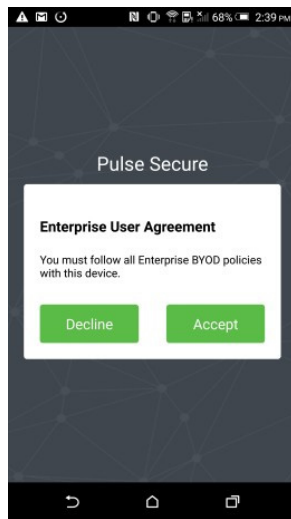 68% 2:39 PM
Pulse Secure
Enterprise User Agreement
You must follow all Enterprise BYOD policies
with this device.
Decline Accept